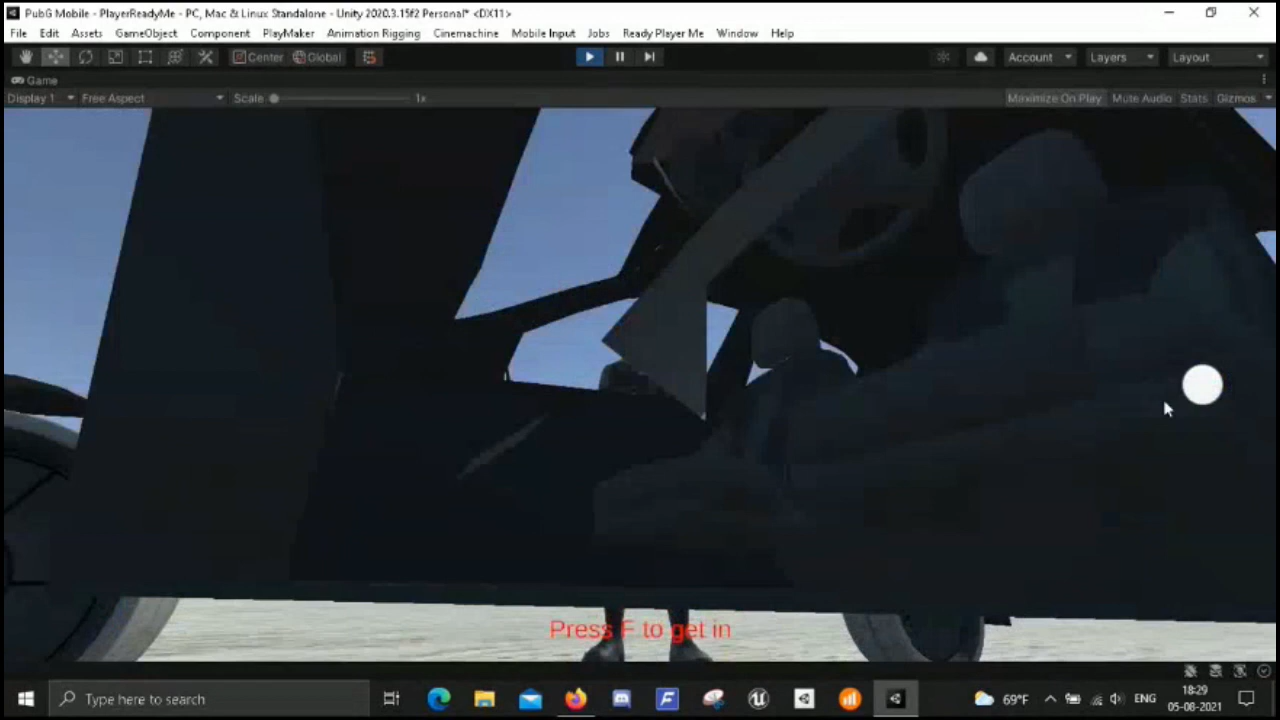 PubG Mobile - PlayerReadyMe - PC, Mac & Linux Standalone - Unity 2020.3.15f2 Personal* <DX11>
File Edit Assets GameObject Component PlayMaker Animation Rigging Cinemachine Mobile Input Jobs Ready Player Me Window Help
Center Global Account Layers Layout
Game
Display 1 Free Aspect Scale 1x Maximize On Play Mute Audio Stats Gizmos
Press F to get in
Type here to search 69°F ENG 18:29
05-08-2021